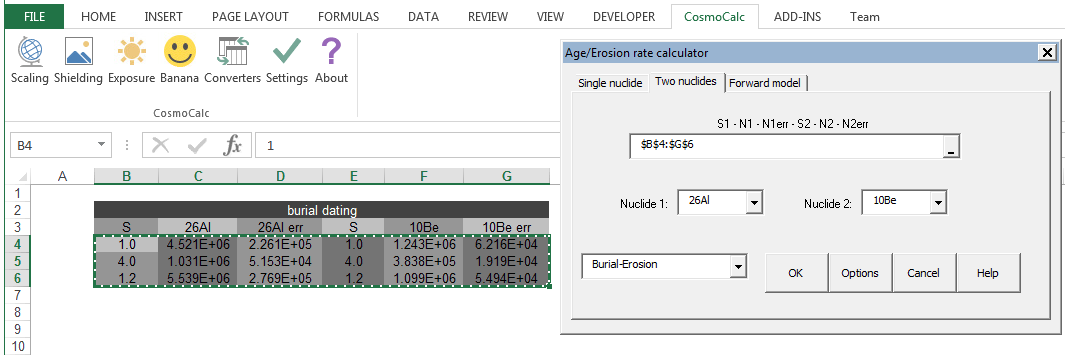 FILE HOME INSERT PAGE LAYOUT FORMULAS DATA REVIEW VIEW DEVELOPER CosmoCalc ADD-INS Team
Scaling Shielding Exposure Banana Converters Settings About
CosmoCalc
B4 1
A B C D E F G
1
2 burial dating
3 S 26Al 26Al err S 10Be 10Be err
4 1.0 4.521E+06 2.261E+05 1.0 1.243E+06 6.216E+04
5 4.0 1.031E+06 5.153E+04 4.0 3.838E+05 1.919E+04
6 1.2 5.539E+06 2.769E+05 1.2 1.099E+06 5.494E+04
7
8
9
10
Age/Erosion rate calculator
Single nuclide Two nuclides Forward model
S1 - N1 - N1err - S2 - N2 - N2err
$B$4:$G$6
Nuclide 1: 26Al Nuclide 2: 10Be
Burial-Erosion OK Options Cancel Help